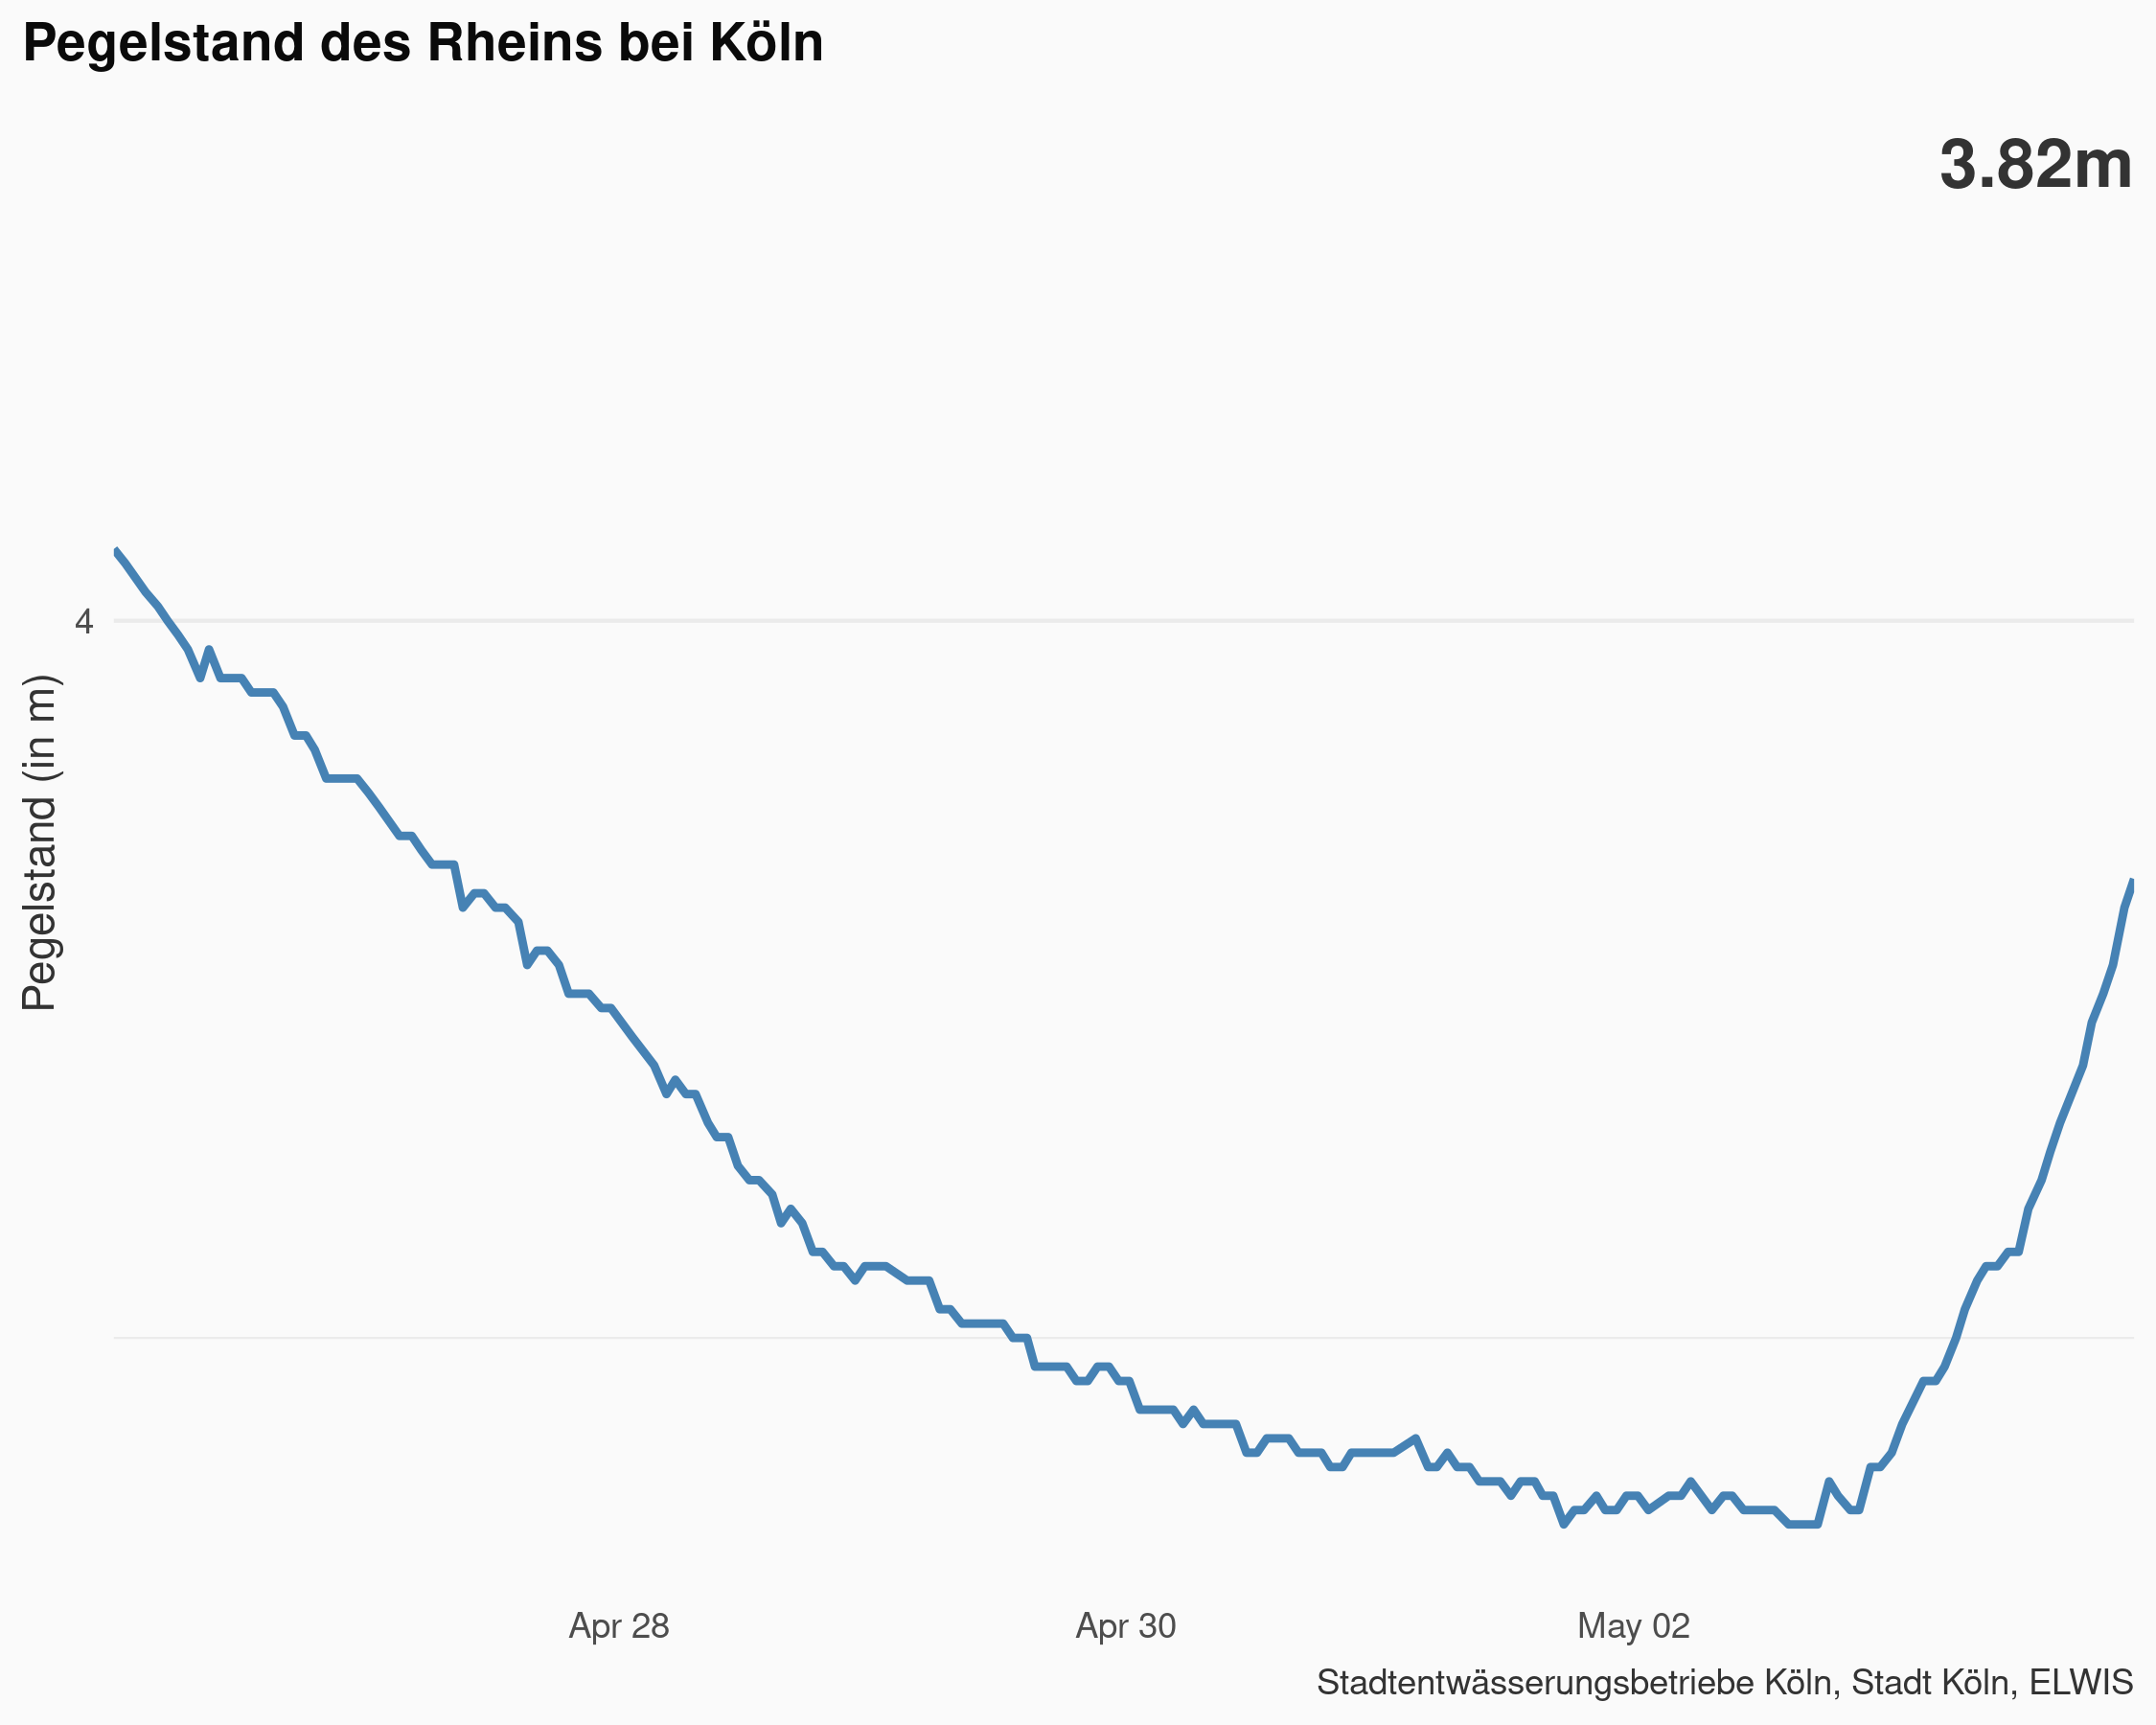 Pegelstand des Rheins bei Köln
3.82m
4
Pegelstand (in m)
Apr 28
Apr 30
May 02
Stadtentwässerungsbetriebe Köln, Stadt Köln, ELWIS